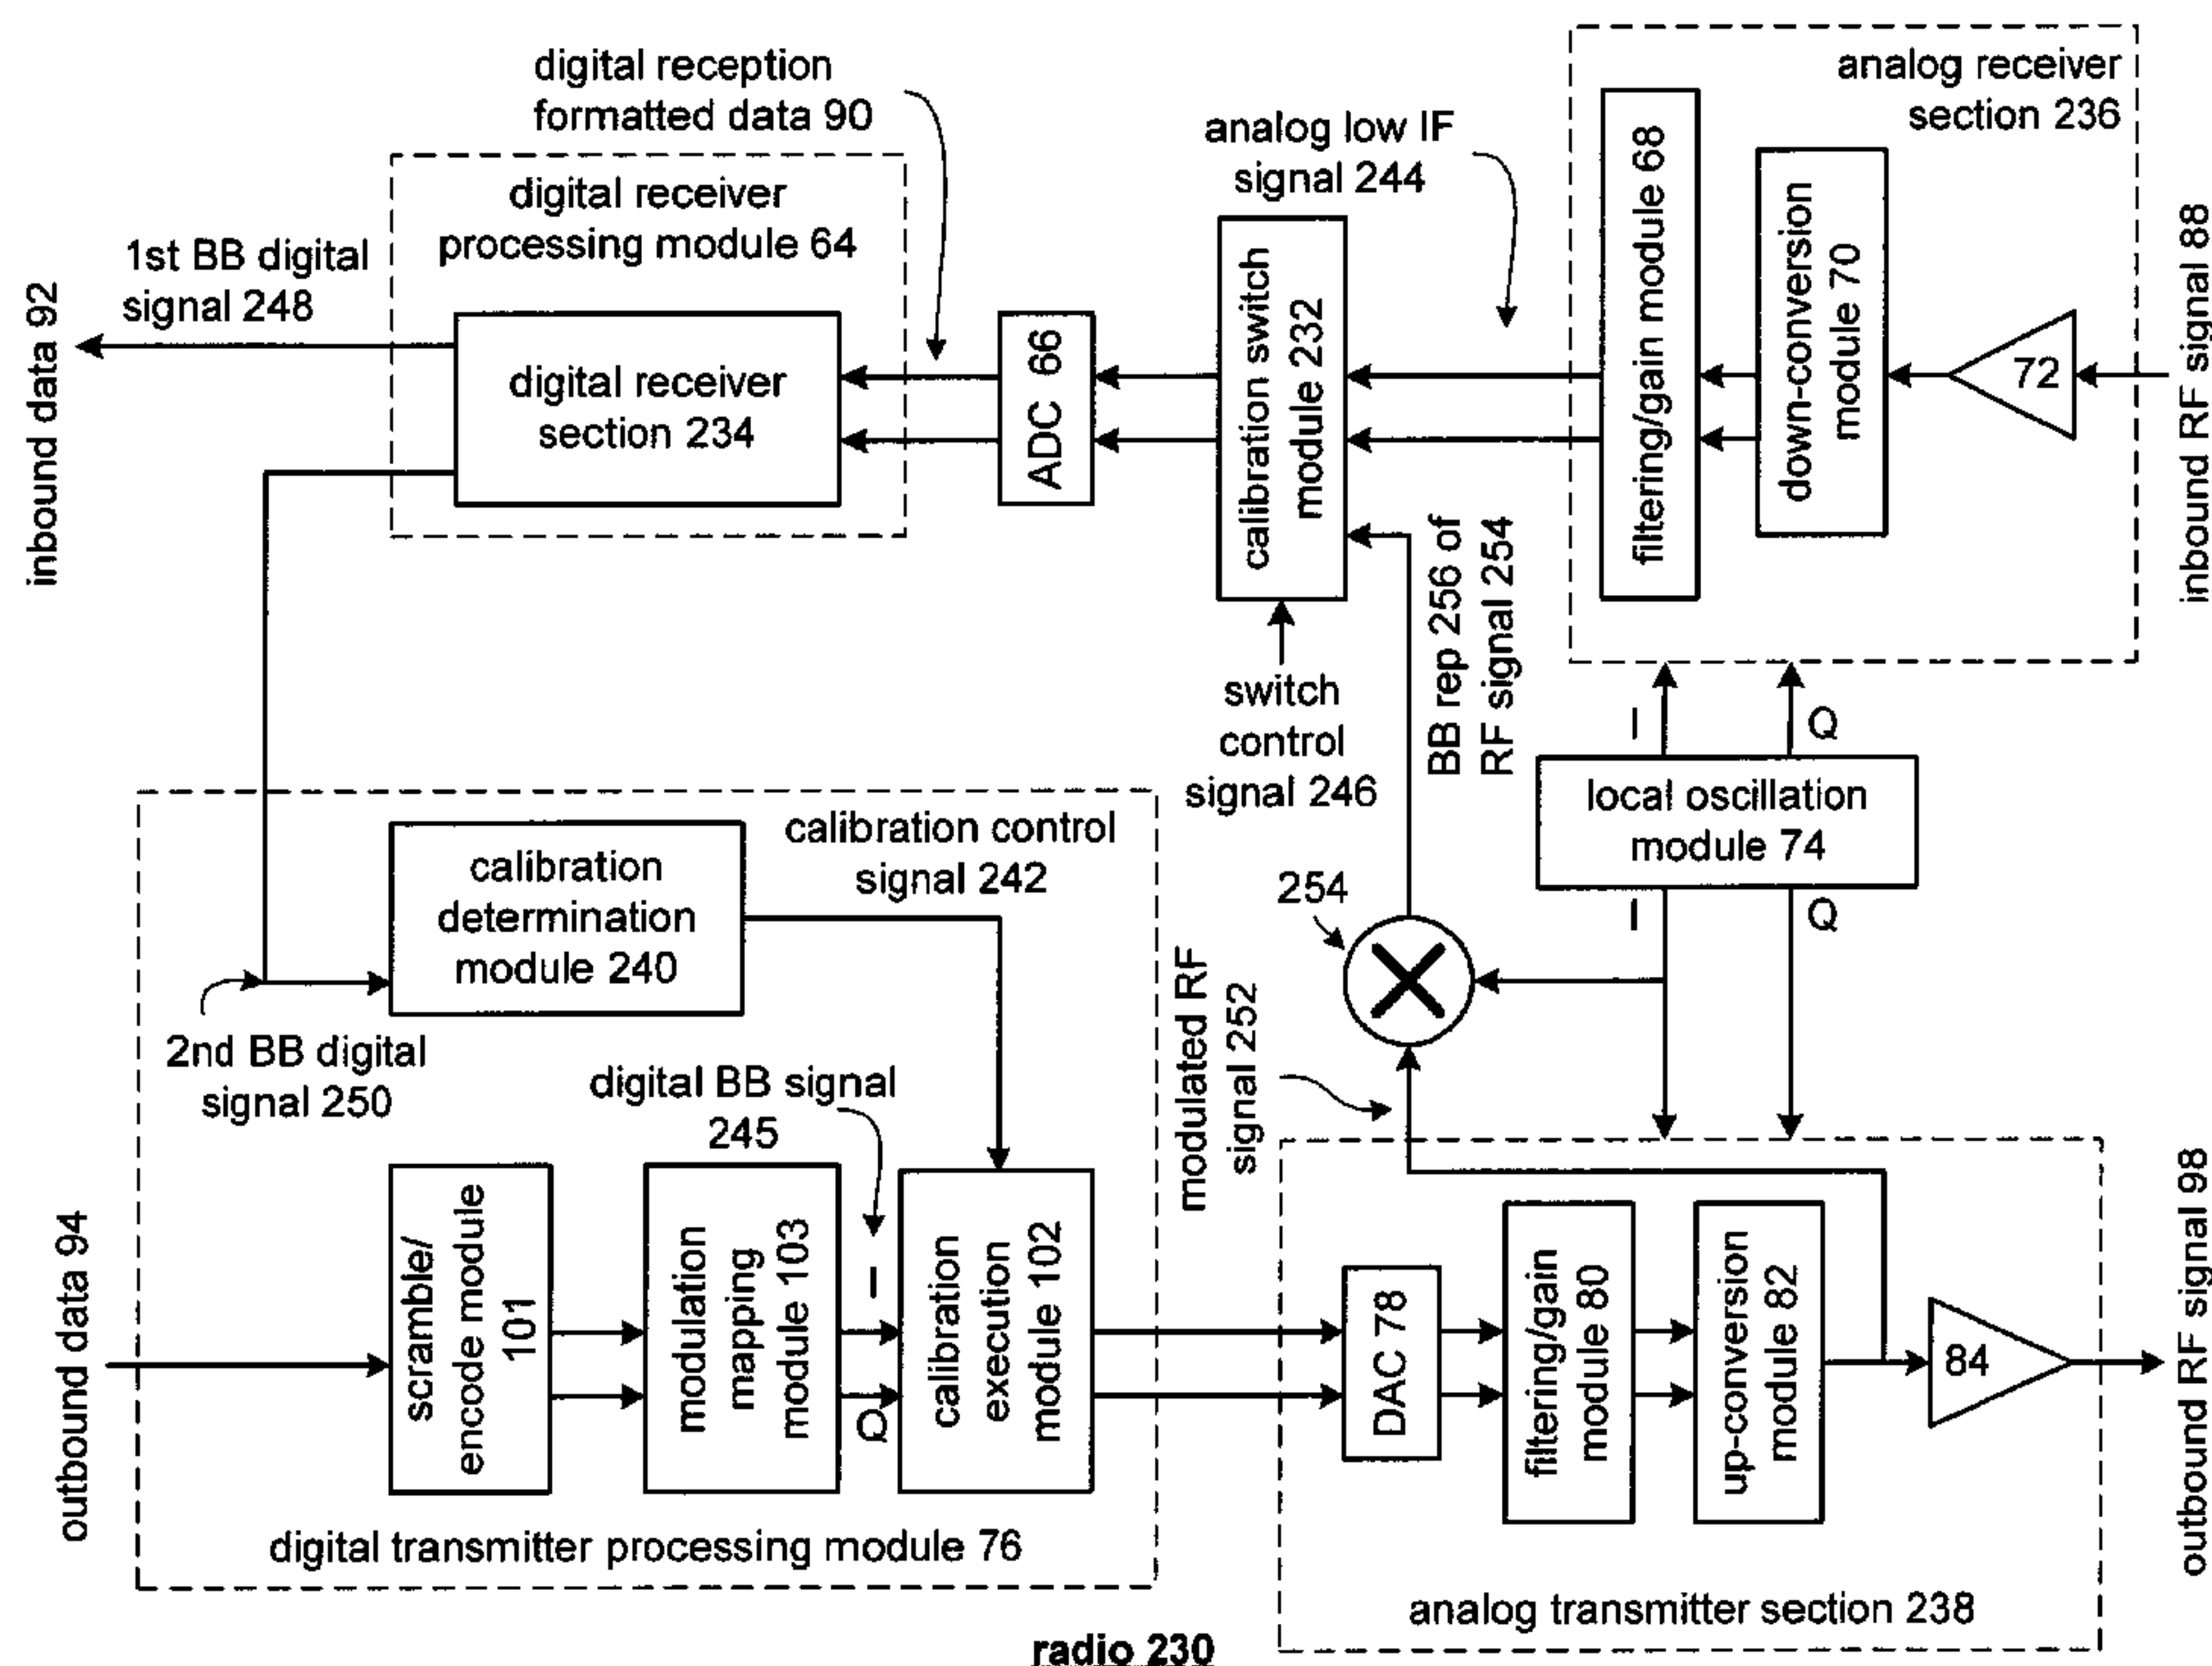 digital reception
formatted data 90
analog receiver
section 236
analog low IF
signal 244
digital receiver
processing module 64
1st BB digital
signal 248
inbound data 92
digital receiver
section 234
ADC 66
calibration switch
module 232
filtering/gain module 68
down-conversion
module 70
72
inbound RF signal 88
switch
control
signal 246
BB rep 256 of
RF signal 254
I
Q
local oscillation
module 74
I
Q
calibration
determination
module 240
calibration control
signal 242
254
2nd BB digital
signal 250
digital BB signal
245
modulated RF
signal 252
outbound data 94
scramble/
encode module
101
modulation
mapping
module 103
I
Q
calibration
execution
module 102
DAC 78
filtering/gain
module 80
up-conversion
module 82
84
outbound RF signal 98
digital transmitter processing module 76
analog transmitter section 238
radio 230